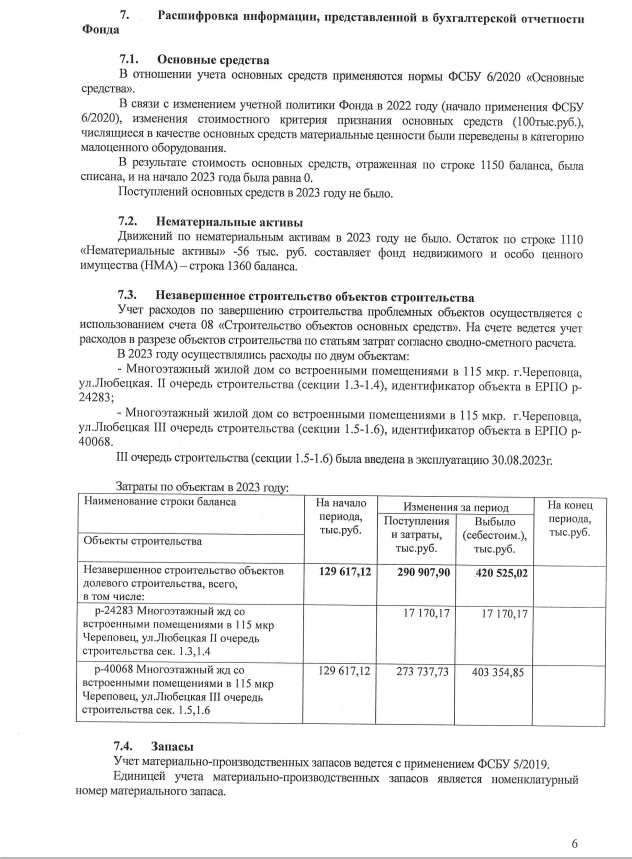 7. Расшифровка информации, представленной в бухгалтерской отчетности
Фонда
7.1. Основные средства
В отношении учета основных средств применяются нормы ФСБУ 6/2020 «Основные
средства».
В связи с изменением учетной политики Фонда в 2022 году (начало применения ФСБУ
6/2020), изменения стоимостного критерия признания основных средств (100тыс.руб.),
числящиеся в качестве основных средств материальные ценности были переведены в категорию
малоценного оборудования.
В результате стоимость основных средств, отраженная по строке 1150 баланса, была
списана, и на начало 2023 года была равна 0.
Поступлений основных средств в 2023 году не было.
7.2. Нематериальные активы
Движений по нематериальным активам в 2023 году не было. Остаток по строке 1110
«Нематериальные активы» -56 тыс. руб. составляет фонд недвижимого и особо ценного
имущества (НМА) – строка 1360 баланса.
7.3. Незавершенное строительство объектов строительства
Учет расходов по завершению строительства проблемных объектов осуществляется с
использованием счета 08 «Строительство объектов основных средств». На счете ведется учет
расходов в разрезе объектов строительства по статьям затрат согласно сводно-сметного расчета.
В 2023 году осуществлялись расходы по двум объектам:
- Многоэтажный жилой дом со встроенными помещениями в 115 мкр. г.Череповца,
ул.Любецкая. II очередь строительства (секции 1.3-1.4), идентификатор объекта в ЕРПО р-
24283;
- Многоэтажный жилой дом со встроенными помещениями в 115 мкр. г.Череповца,
ул.Любецкая III очередь строительства (секции 1.5-1.6), идентификатор объекта в ЕРПО р-
40068.
III очередь строительства (секции 1.5-1.6) была введена в эксплуатацию 30.08.2023г.
Затраты по объектам в 2023 году:
Наименование строки баланса
Объекты строительства
На начало
периода,
тыс.руб.
Изменения за период
Поступления
и затраты,
тыс.руб.
Выбыло
(себестоим.),
тыс.руб.
На конец
периода,
тыс.руб.
Незавершенное строительство объектов
долевого строительства, всего,
в том числе:
129 617,12 290 907,90 420 525,02
р-24283 Многоэтажный жд со
встроенными помещениями в 115 мкр
Череповец, ул.Любецкая II очередь
строительства сек. 1.3,1.4
17 170,17 17 170,17
р-40068 Многоэтажный жд со
встроенными помещениями в 115 мкр
Череповец, ул.Любецкая III очередь
строительства сек. 1.5,1.6
129 617,12 273 737,73 403 354,85
7.4. Запасы
Учет материально-производственных запасов ведется с применением ФСБУ 5/2019.
Единицей учета материально-производственных запасов является номенклатурный
номер материального запаса.
6